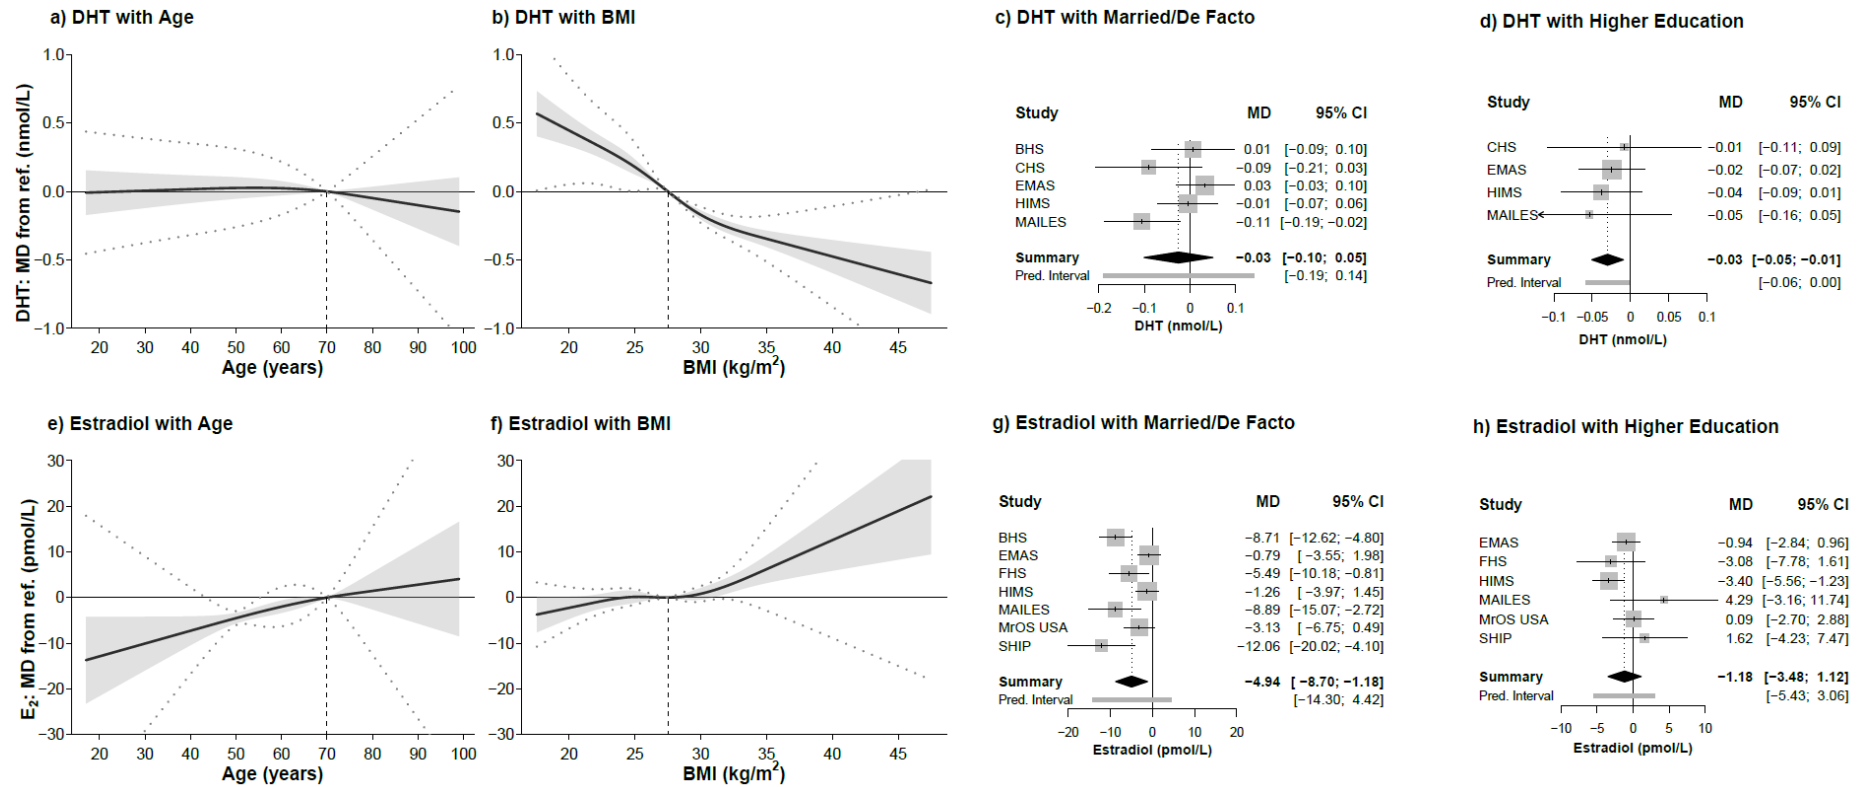 a) DHT with Age
DHT: MD from ref. (nmol/L)
1.0
0.5
0.0
−0.5
−1.0
20 30 40 50 60 70 80 90 100
Age (years)
b) DHT with BMI
1.0
0.5
0.0
−0.5
−1.0
20 25 30 35 40 45
BMI (kg/m²)
c) DHT with Married/De Facto
Study MD 95% CI
BHS 0.01 [−0.09; 0.10]
CHS −0.09 [−0.21; 0.03]
EMAS 0.03 [−0.03; 0.10]
HIMS −0.01 [−0.07; 0.06]
MAILES −0.11 [−0.19; −0.02]
Summary −0.03 [−0.10; 0.05]
Pred. Interval [−0.19; 0.14]
−0.2 −0.1 0 0.1
DHT (nmol/L)
d) DHT with Higher Education
Study MD 95% CI
CHS −0.01 [−0.11; 0.09]
EMAS −0.02 [−0.07; 0.02]
HIMS −0.04 [−0.09; 0.01]
MAILES −0.05 [−0.16; 0.05]
Summary −0.03 [−0.05; −0.01]
Pred. Interval [−0.06; 0.00]
−0.1 −0.05 0 0.05 0.1
DHT (nmol/L)
e) Estradiol with Age
E₂: MD from ref. (pmol/L)
30
20
10
0
−10
−20
−30
20 30 40 50 60 70 80 90 100
Age (years)
f) Estradiol with BMI
30
20
10
0
−10
−20
−30
20 25 30 35 40 45
BMI (kg/m²)
g) Estradiol with Married/De Facto
Study MD 95% CI
BHS −8.71 [−12.62; −4.80]
EMAS −0.79 [ −3.55; 1.98]
FHS −5.49 [−10.18; −0.81]
HIMS −1.26 [ −3.97; 1.45]
MAILES −8.89 [−15.07; −2.72]
MrOS USA −3.13 [ −6.75; 0.49]
SHIP −12.06 [−20.02; −4.10]
Summary −4.94 [ −8.70; −1.18]
Pred. Interval [−14.30; 4.42]
−20 −10 0 10 20
Estradiol (pmol/L)
h) Estradiol with Higher Education
Study MD 95% CI
EMAS −0.94 [−2.84; 0.96]
FHS −3.08 [−7.78; 1.61]
HIMS −3.40 [−5.56; −1.23]
MAILES 4.29 [−3.16; 11.74]
MrOS USA 0.09 [−2.70; 2.88]
SHIP 1.62 [−4.23; 7.47]
Summary −1.18 [−3.48; 1.12]
Pred. Interval [−5.43; 3.06]
−10 −5 0 5 10
Estradiol (pmol/L)